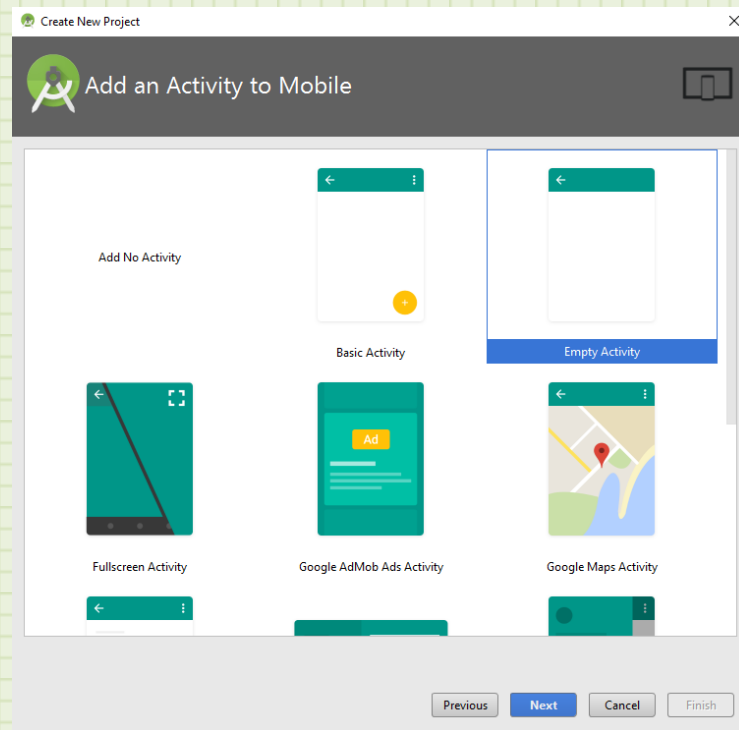 Create New Project
Add an Activity to Mobile
Add No Activity
Basic Activity
Empty Activity
Ad
Fullscreen Activity
Google AdMob Ads Activity
Google Maps Activity
Previous
Next
Cancel
Finish